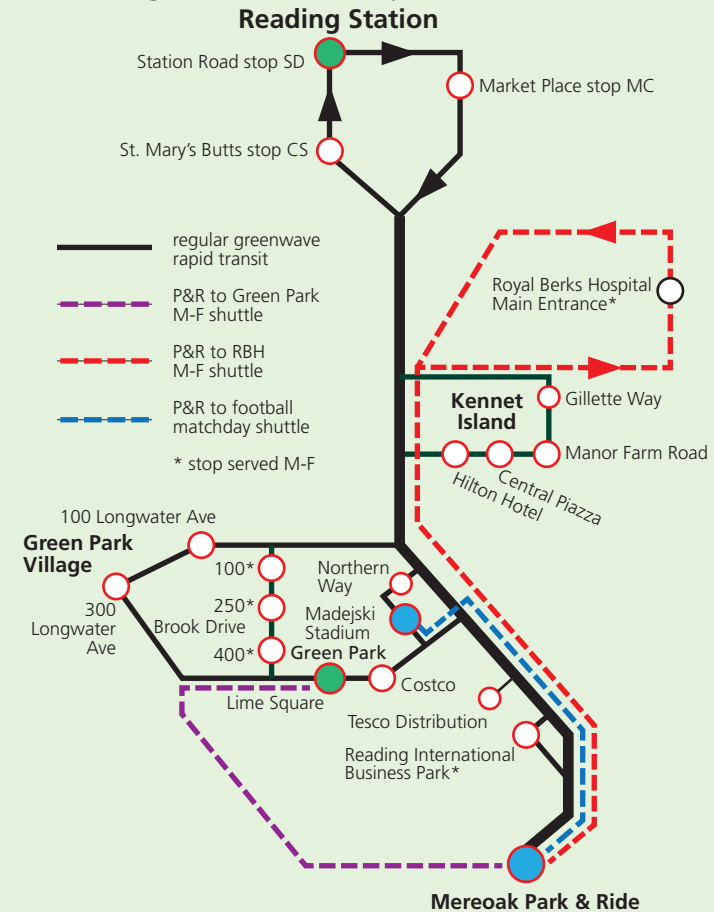 Reading Station
Station Road stop SD
Market Place stop MC
St. Mary's Butts stop CS
regular greenwave
rapid transit
P&R to Green Park
M-F shuttle
P&R to RBH
M-F shuttle
P&R to football
matchday shuttle
* stop served M-F
Royal Berks Hospital
Main Entrance*
Kennet
Island
Gillette Way
Manor Farm Road
Central Piazza
Hilton Hotel
100 Longwater Ave
Green Park
Village
300
Longwater
Ave
100*
250*
Brook Drive
400*
Northern
Way
Madejski
Stadium
Green Park
Lime Square
Costco
Tesco Distribution
Reading International
Business Park*
Mereoak Park & Ride